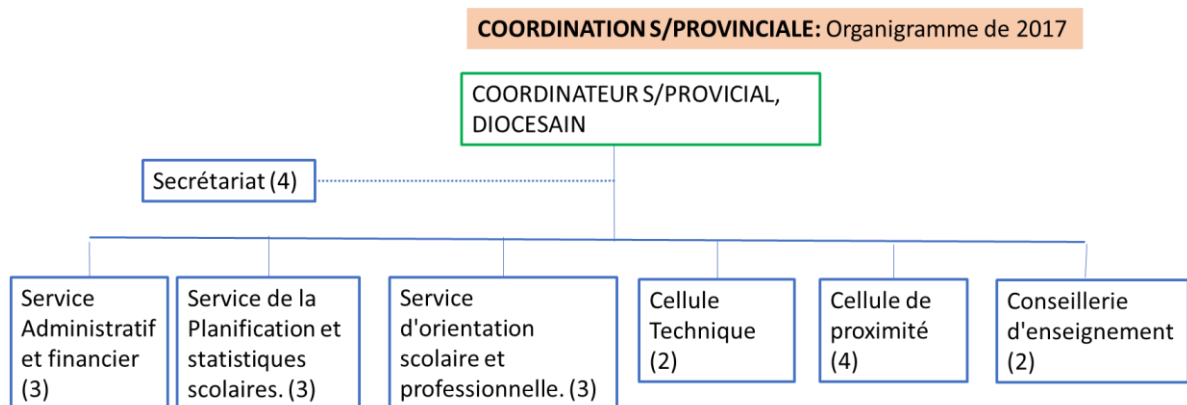 COORDINATION S/PROVINCIALE: Organigramme de 2017
COORDINATEUR S/PROVICIAL,
DIOCESAIN
Secrétariat (4)
Service
Administratif
et financier
(3)
Service de la
Planification et
statistiques
scolaires. (3)
Service
d'orientation
scolaire et
professionnelle. (3)
Cellule
Technique
(2)
Cellule de
proximité
(4)
Conseillerie
d'enseignement
(2)